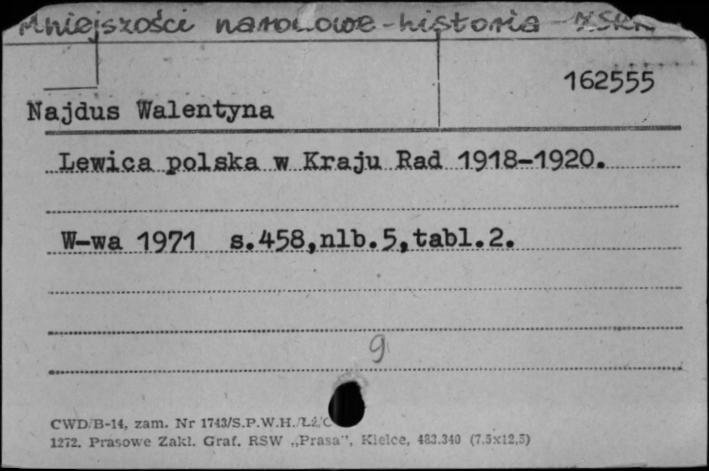 Mniejszości narodowe - historia - ZSRR
162555
Najdus Walentyna
Lewica polska w Kraju Rad 1918-1920.
W-wa 1971 s.458,nlb.5,tabl.2.
9
CWD/B-14, zam. Nr 1743/S.P.W.H.
1272. Prasowe Zakl. Graf. RSW „Prasa", Kielce, 483.340 (7,5x12,5)